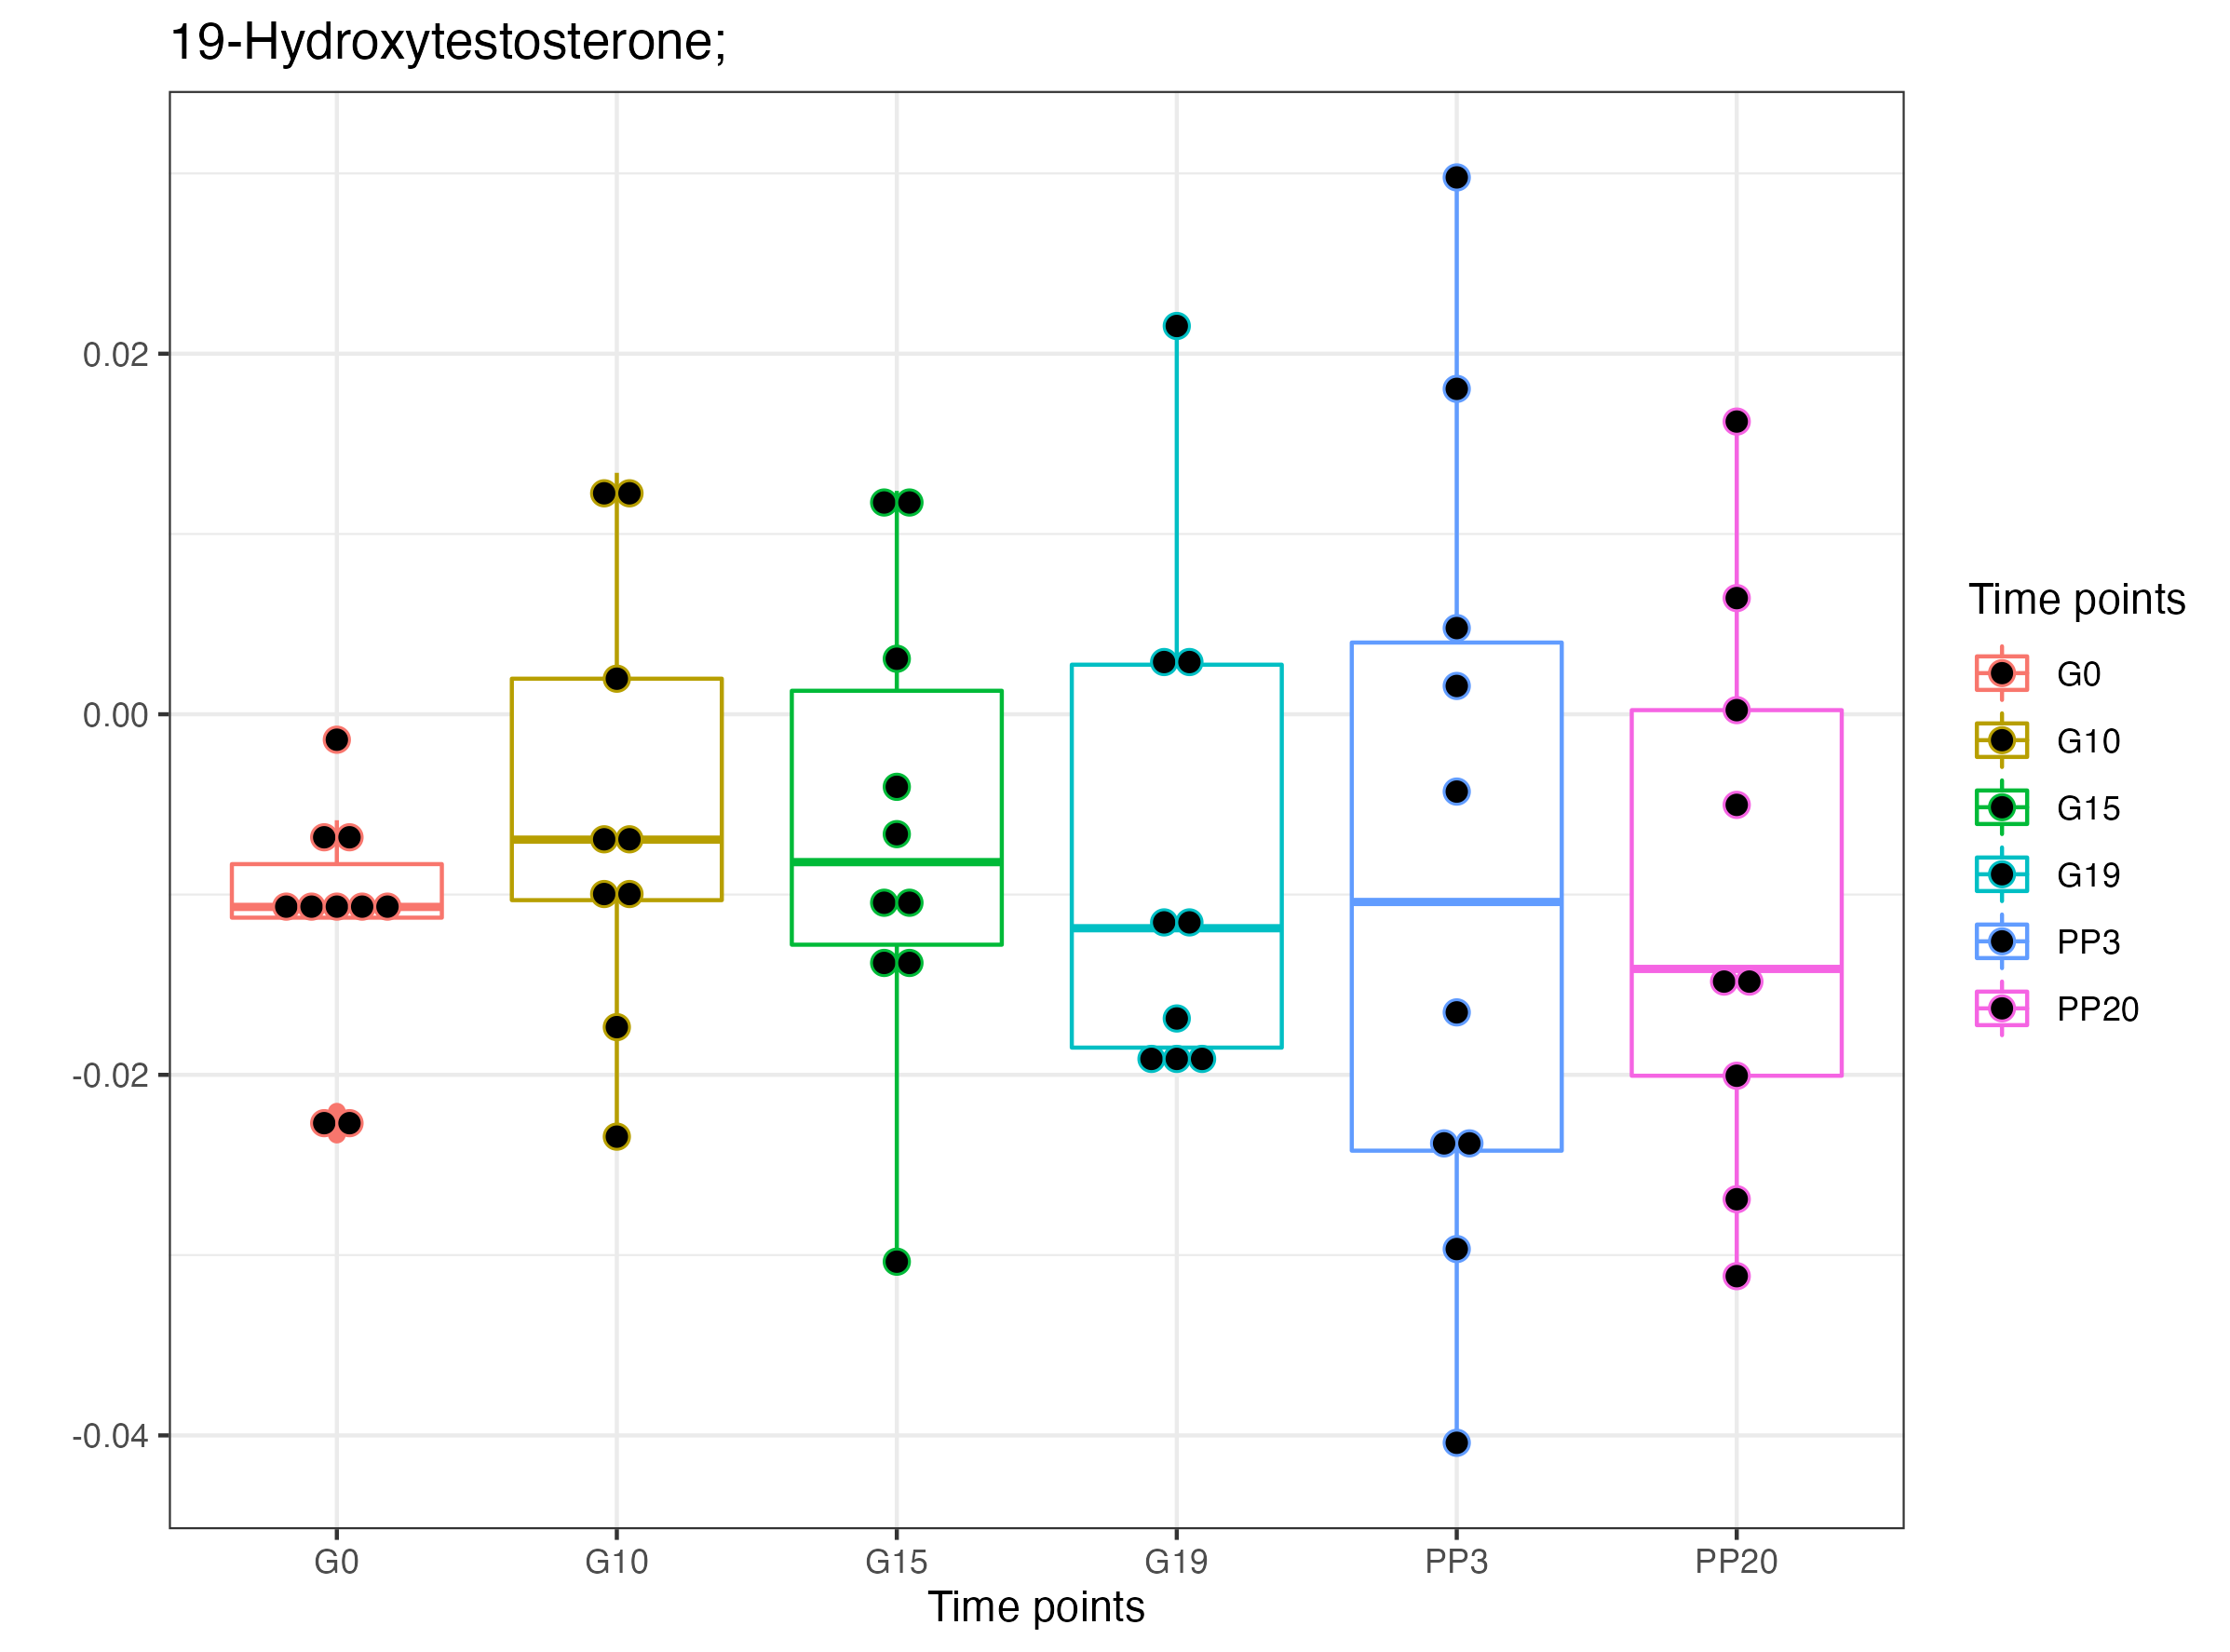 19-Hydroxytestosterone;
0.02
0.00
-0.02
-0.04
G0 G10 G15 G19 PP3 PP20
Time points
Time points
G0
G10
G15
G19
PP3
PP20